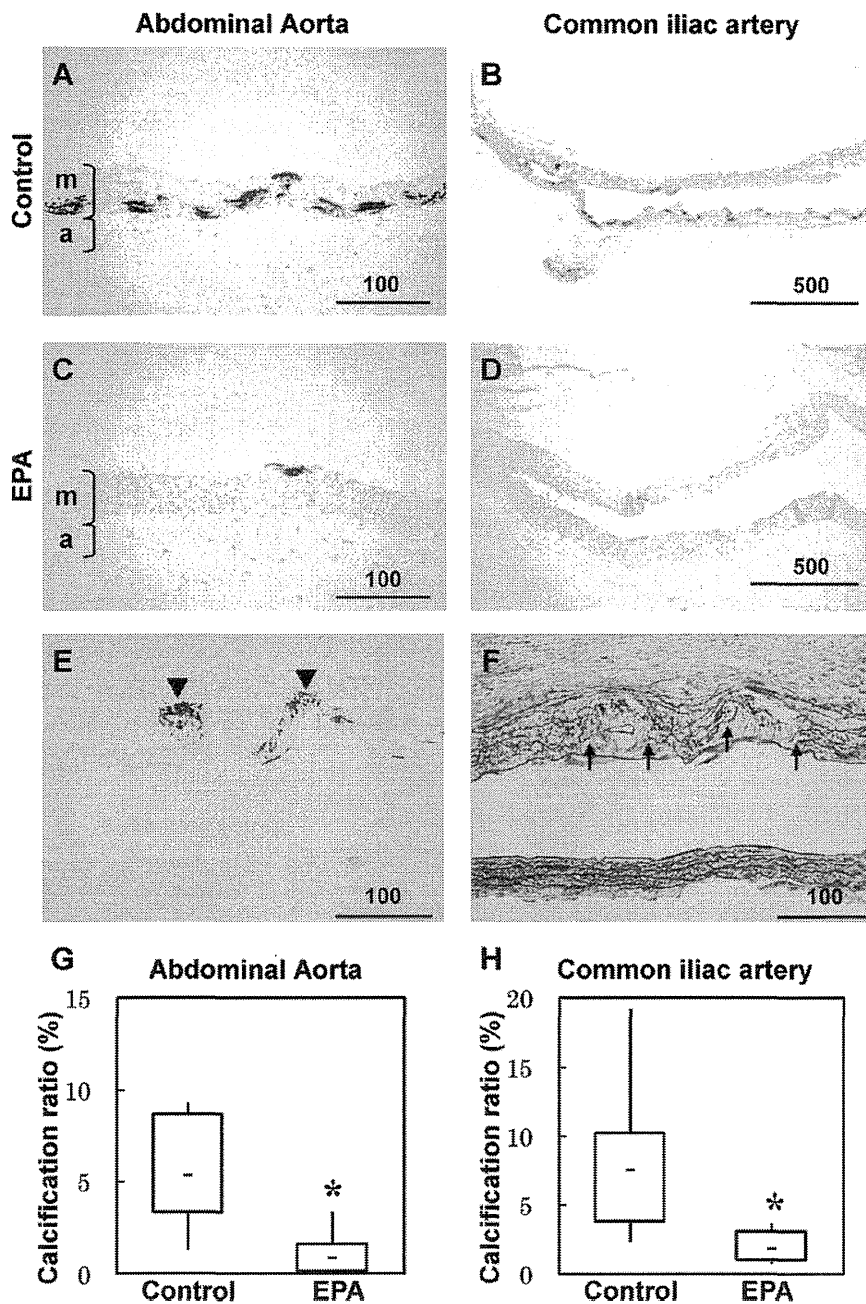 Abdominal Aorta
Common iliac artery
Control
A
m
a
100
B
500
EPA
C
m
a
100
D
500
E
100
F
100
G
Abdominal Aorta
Calcification ratio (%)
15
10
5
0
*
Control
EPA
H
Common iliac artery
Calcification ratio (%)
20
15
10
5
0
*
Control
EPA